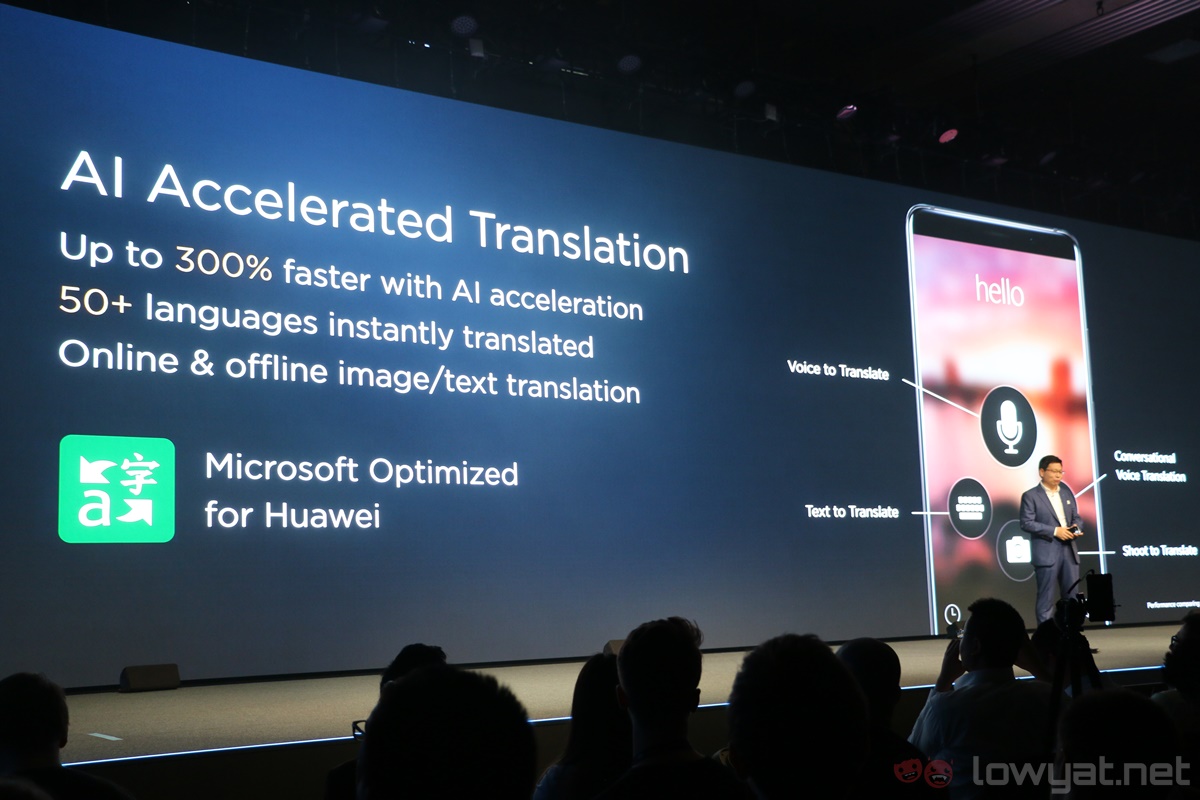 AI Accelerated Translation
Up to 300% faster with AI acceleration
50+ languages instantly translated
Online & offline image/text translation
字
a
Microsoft Optimized
for Huawei
hello
Voice to Translate
Conversational
Voice Translation
Text to Translate
Shoot to Translate
Performance
lowyat.net